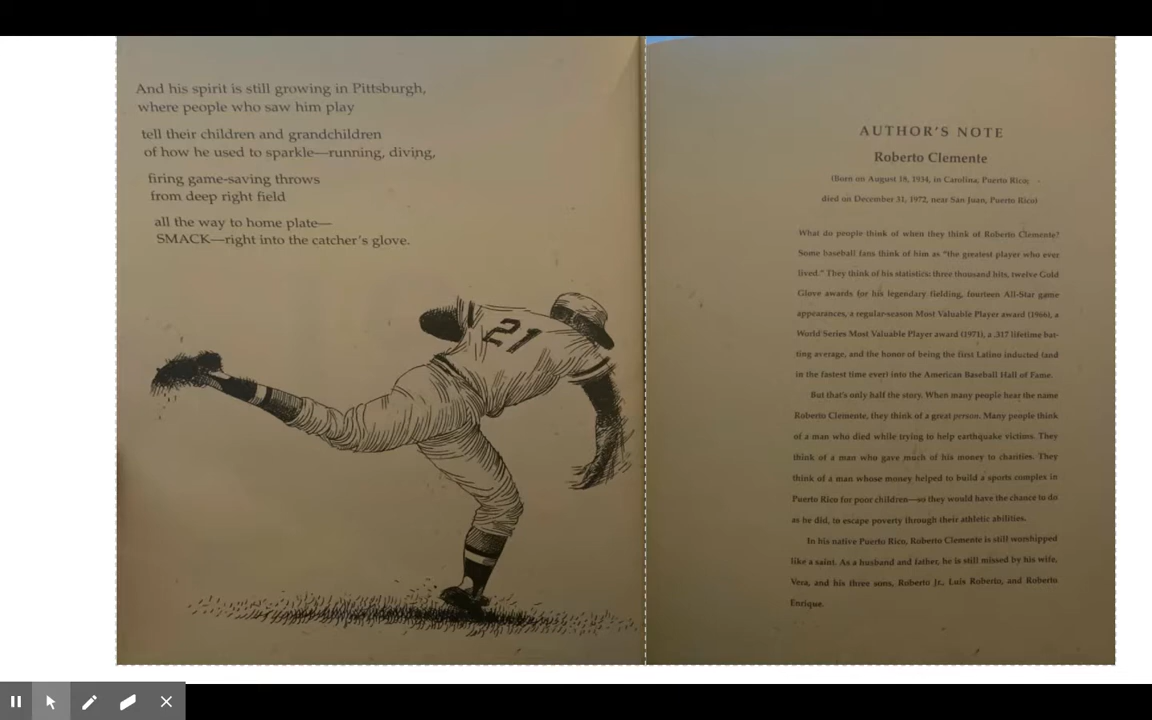 And his spirit is still growing in Pittsburgh,
where people who saw him play
tell their children and grandchildren
of how he used to sparkle—running, diving,
firing game-saving throws
from deep right field
all the way to home plate—
SMACK—right into the catcher's glove.
21
AUTHOR'S NOTE
Roberto Clemente
(Born on August 18, 1934, in Carolina, Puerto Rico;
died on December 31, 1972, near San Juan, Puerto Rico)
What do people think of when they think of Roberto Clemente?
Some baseball fans think of him as "the greatest player who ever
lived." They think of his statistics: three thousand hits, twelve Gold
Glove awards for his legendary fielding, fourteen All-Star game
appearances, a regular-season Most Valuable Player award (1966), a
World Series Most Valuable Player award (1971), a .317 lifetime bat-
ting average, and the honor of being the first Latino inducted (and
in the fastest time ever) into the American Baseball Hall of Fame.
But that's only half the story. When many people hear the name
Roberto Clemente, they think of a great person. Many people think
of a man who died while trying to help earthquake victims. They
think of a man who gave much of his money to charities. They
think of a man whose money helped to build a sports complex in
Puerto Rico for poor children—so they would have the chance to do
as he did, to escape poverty through their athletic abilities.
In his native Puerto Rico, Roberto Clemente is still worshipped
like a saint. As a husband and father, he is still missed by his wife,
Vera, and his three sons, Roberto Jr., Luis Roberto, and Roberto
Enrique.